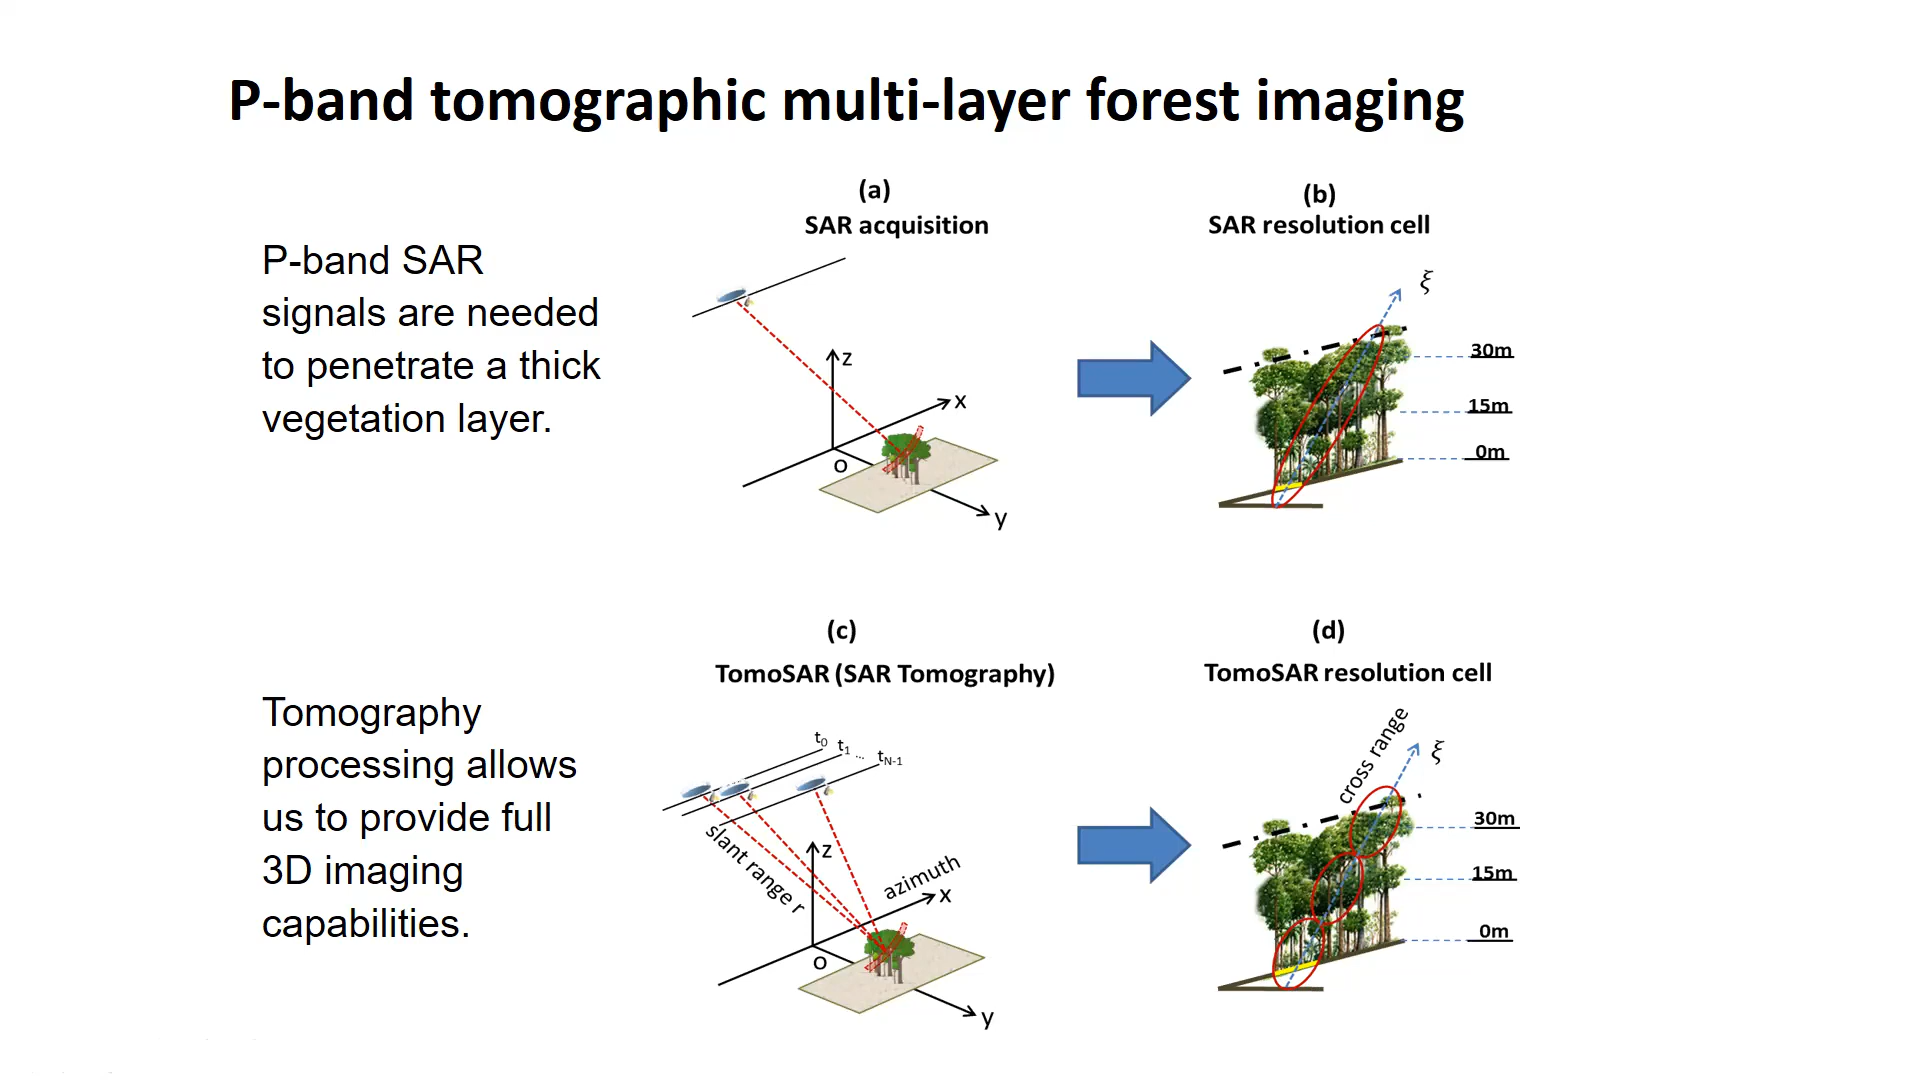 P-band tomographic multi-layer forest imaging
P-band SAR
signals are needed
to penetrate a thick
vegetation layer.
(a)
SAR acquisition
z
x
O
y
(b)
SAR resolution cell
ξ
30m
15m
0m
Tomography
processing allows
us to provide full
3D imaging
capabilities.
(c)
TomoSAR (SAR Tomography)
t0 t1 ... tN-1
slant range r
z
azimuth
x
O
y
(d)
TomoSAR resolution cell
cross range
ξ
30m
15m
0m